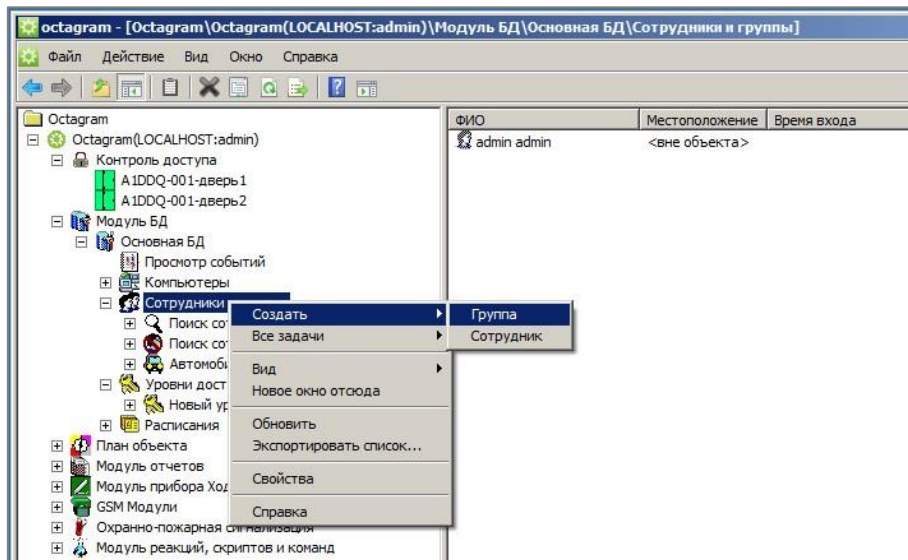 octagram - [Octagram\Octagram(LOCALHOST:admin)\Модуль БД\Основная БД\Сотрудники и группы]
Файл Действие Вид Окно Справка
Octagram
Octagram(LOCALHOST:admin)
Контроль доступа
A1DDQ-001-дверь1
A1DDQ-001-дверь2
Модуль БД
Основная БД
Просмотр событий
Компьютеры
Сотрудники
Поиск со
Поиск со
Автомоби
Уровни дост
Новый ур
Расписания
План объекта
Модуль отчетов
Модуль прибора Ход
GSM Модули
Охранно-пожарная сигнализация
Модуль реакций, скриптов и команд
Создать
Все задачи
Вид
Новое окно отсюда
Обновить
Экспортировать список...
Свойства
Справка
Группа
Сотрудник
ФИО Местоположение Время входа
admin admin <вне объекта>